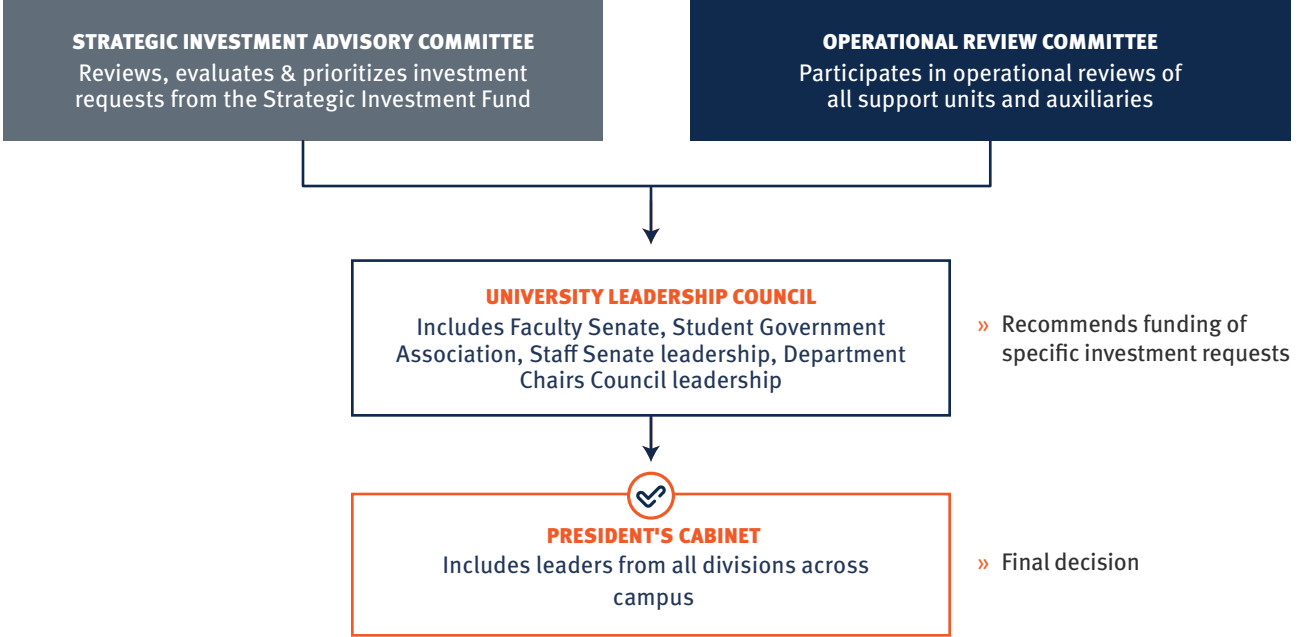 STRATEGIC INVESTMENT ADVISORY COMMITTEE
Reviews, evaluates & prioritizes investment
requests from the Strategic Investment Fund
OPERATIONAL REVIEW COMMITTEE
Participates in operational reviews of
all support units and auxiliaries
UNIVERSITY LEADERSHIP COUNCIL
Includes Faculty Senate, Student Government
Association, Staff Senate leadership, Department
Chairs Council leadership
» Recommends funding of
specific investment requests
PRESIDENT'S CABINET
Includes leaders from all divisions across
campus
» Final decision